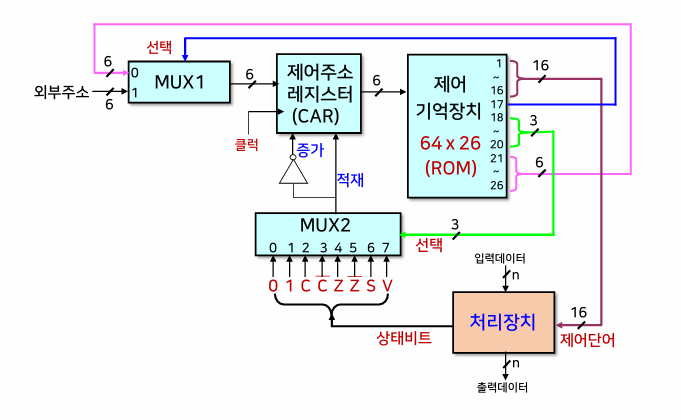 선택
6
0
1
외부주소
6
MUX1
6
제어주소
레지스터
(CAR)
클럭
증가
적재
6
제어
기억장치
64 x 26
(ROM)
1
~
16
17
18
~
20
21
~
26
16
3
6
MUX2
0 1 2 3 4 5 6 7
0 1 C C̅ Z Z̅ S V
3
선택
상태비트
입력데이터
n
처리장치
16
제어단어
n
출력데이터